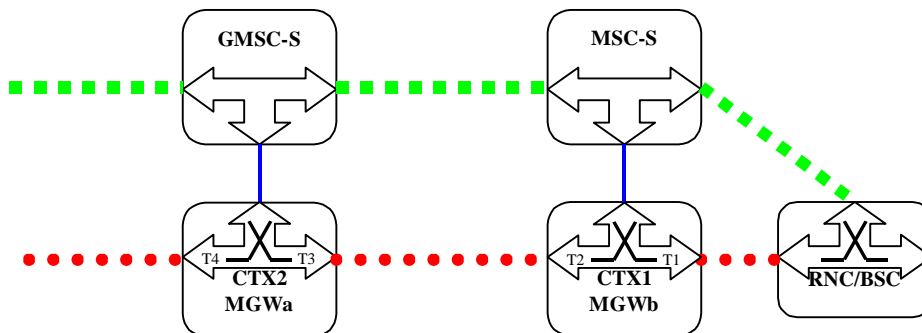 GMSC-S
MSC-S
T4
T3
CTX2
MGWa
T2
T1
CTX1
MGWb
RNC/BSC